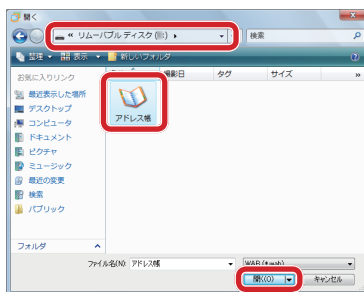 開く
« リムーバブル ディスク (E:) ▸
検索
整理 ▼ 表示 ▼ 新しいフォルダ
お気に入りリンク
撮影日 タグ サイズ »
最近表示した場所
デスクトップ
コンピュータ
ドキュメント
ピクチャ
ミュージック
最近の変更
検索
パブリック
アドレス帳
フォルダ ^
ファイル名(N): アドレス帳
WAB (*.wab)
開く(O) キャンセル